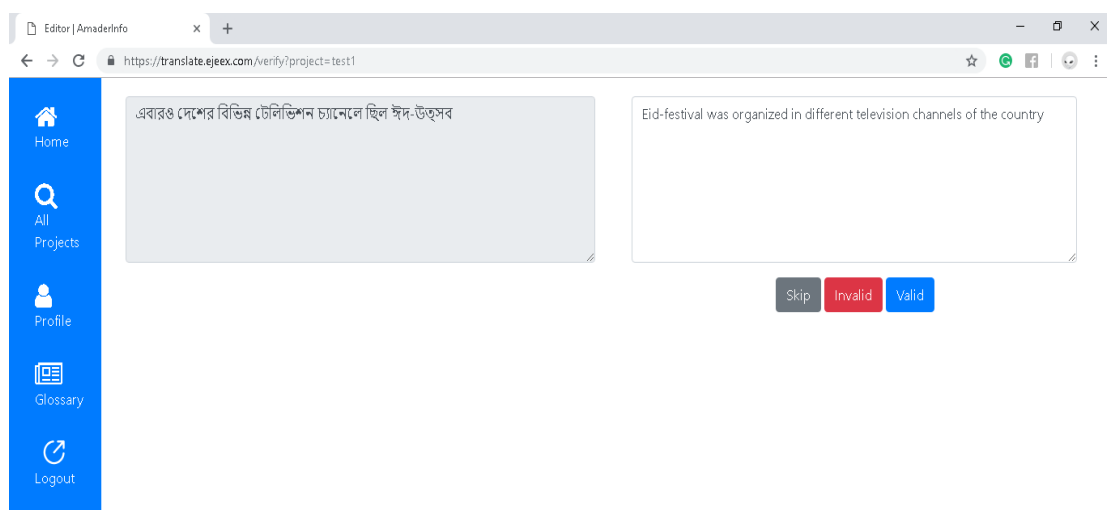 Editor | AmaderInfo
https://translate.ejeex.com/verify?project=test1
Home
All
Projects
Profile
Glossary
Logout
এবারও দেশের বিভিন্ন টেলিভিশন চ্যানেলে ছিল ঈদ-উত্সব
Eid-festival was organized in different television channels of the country
Skip Invalid Valid